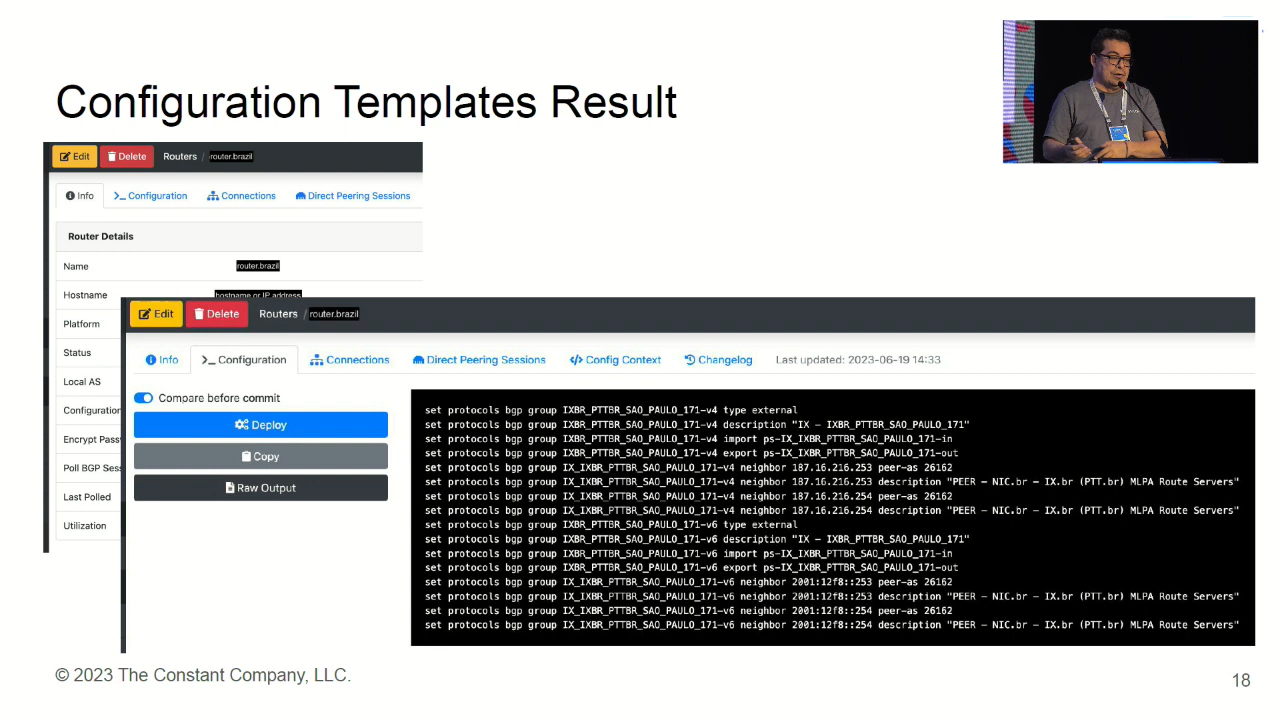 Configuration Templates Result
Edit Delete Routers / router.brazil
Info Configuration Connections Direct Peering Sessions
Router Details
Name router.brazil
Hostname hostname or IP address
Platform
Status
Local AS
Configuration
Encrypt Passw
Poll BGP Sess
Last Polled
Utilization
Edit Delete Routers / router.brazil
Info Configuration Connections Direct Peering Sessions Config Context Changelog Last updated: 2023-06-19 14:33
Compare before commit
Deploy
Copy
Raw Output
set protocols bgp group IXBR_PTTBR_SAO_PAULO_171-v4 type external
set protocols bgp group IXBR_PTTBR_SAO_PAULO_171-v4 description "IX – IXBR_PTTBR_SAO_PAULO_171"
set protocols bgp group IXBR_PTTBR_SAO_PAULO_171-v4 import ps-IX_IXBR_PTTBR_SAO_PAULO_171-in
set protocols bgp group IXBR_PTTBR_SAO_PAULO_171-v4 export ps-IX_IXBR_PTTBR_SAO_PAULO_171-out
set protocols bgp group IX_IXBR_PTTBR_SAO_PAULO_171-v4 neighbor 187.16.216.253 peer-as 26162
set protocols bgp group IX_IXBR_PTTBR_SAO_PAULO_171-v4 neighbor 187.16.216.253 description "PEER – NIC.br – IX.br (PTT.br) MLPA Route Servers"
set protocols bgp group IX_IXBR_PTTBR_SAO_PAULO_171-v4 neighbor 187.16.216.254 peer-as 26162
set protocols bgp group IX_IXBR_PTTBR_SAO_PAULO_171-v4 neighbor 187.16.216.254 description "PEER – NIC.br – IX.br (PTT.br) MLPA Route Servers"
set protocols bgp group IXBR_PTTBR_SAO_PAULO_171-v6 type external
set protocols bgp group IXBR_PTTBR_SAO_PAULO_171-v6 description "IX – IXBR_PTTBR_SAO_PAULO_171"
set protocols bgp group IXBR_PTTBR_SAO_PAULO_171-v6 import ps-IX_IXBR_PTTBR_SAO_PAULO_171-in
set protocols bgp group IXBR_PTTBR_SAO_PAULO_171-v6 export ps-IX_IXBR_PTTBR_SAO_PAULO_171-out
set protocols bgp group IX_IXBR_PTTBR_SAO_PAULO_171-v6 neighbor 2001:12f8::253 peer-as 26162
set protocols bgp group IX_IXBR_PTTBR_SAO_PAULO_171-v6 neighbor 2001:12f8::253 description "PEER – NIC.br – IX.br (PTT.br) MLPA Route Servers"
set protocols bgp group IX_IXBR_PTTBR_SAO_PAULO_171-v6 neighbor 2001:12f8::254 peer-as 26162
set protocols bgp group IX_IXBR_PTTBR_SAO_PAULO_171-v6 neighbor 2001:12f8::254 description "PEER – NIC.br – IX.br (PTT.br) MLPA Route Servers"
© 2023 The Constant Company, LLC.
18